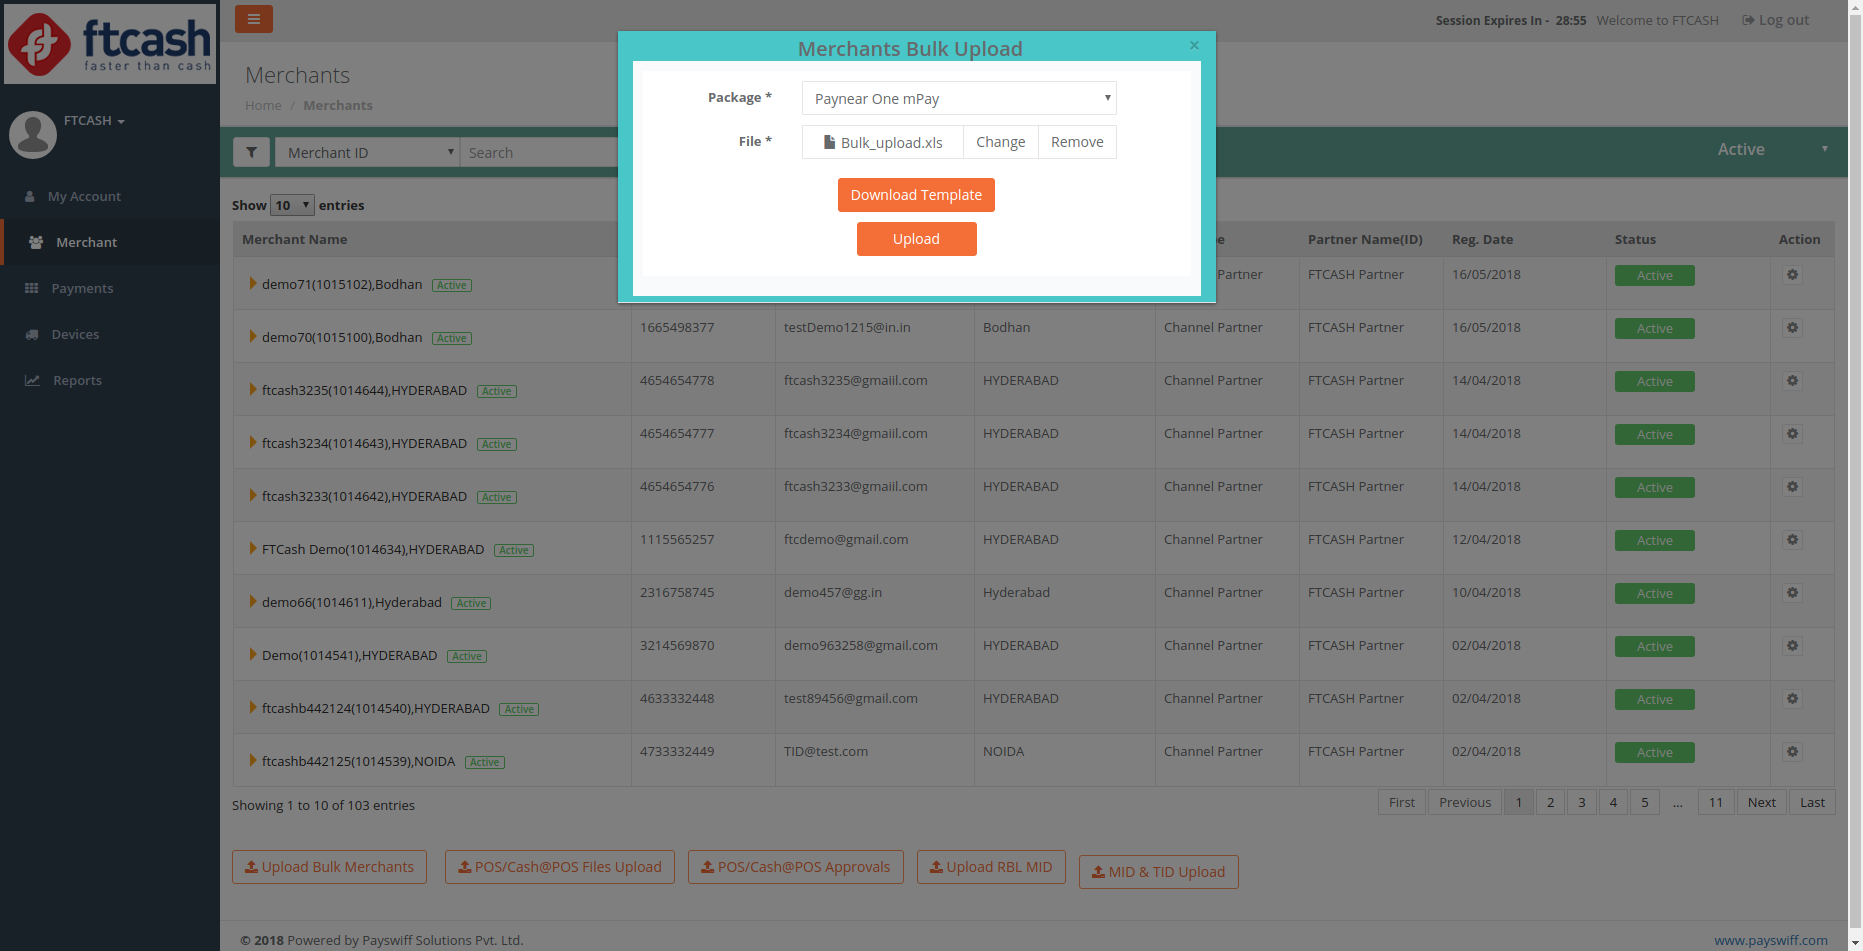 ftcash
faster than cash
FTCASH
My Account
Merchant
Payments
Devices
Reports
Session Expires In - 28:55 Welcome to FTCASH Log out
Merchants
Home / Merchants
Merchant ID Search
Active
Merchants Bulk Upload ×
Package * Paynear One mPay
File * Bulk_upload.xls Change Remove
Download Template
Upload
Show 10 entries
Merchant Name Partner Name(ID) Reg. Date Status Action
demo71(1015102),Bodhan Active Partner FTCASH Partner 16/05/2018 Active
demo70(1015100),Bodhan Active 1665498377 testDemo1215@in.in Bodhan Channel Partner FTCASH Partner 16/05/2018 Active
ftcash3235(1014644),HYDERABAD Active 4654654778 ftcash3235@gmaiil.com HYDERABAD Channel Partner FTCASH Partner 14/04/2018 Active
ftcash3234(1014643),HYDERABAD Active 4654654777 ftcash3234@gmaiil.com HYDERABAD Channel Partner FTCASH Partner 14/04/2018 Active
ftcash3233(1014642),HYDERABAD Active 4654654776 ftcash3233@gmaiil.com HYDERABAD Channel Partner FTCASH Partner 14/04/2018 Active
FTCash Demo(1014634),HYDERABAD Active 1115565257 ftcdemo@gmail.com HYDERABAD Channel Partner FTCASH Partner 12/04/2018 Active
demo66(1014611),Hyderabad Active 2316758745 demo457@gg.in Hyderabad Channel Partner FTCASH Partner 10/04/2018 Active
Demo(1014541),HYDERABAD Active 3214569870 demo963258@gmail.com HYDERABAD Channel Partner FTCASH Partner 02/04/2018 Active
ftcashb442124(1014540),HYDERABAD Active 4633332448 test89456@gmail.com HYDERABAD Channel Partner FTCASH Partner 02/04/2018 Active
ftcashb442125(1014539),NOIDA Active 4733332449 TID@test.com NOIDA Channel Partner FTCASH Partner 02/04/2018 Active
Showing 1 to 10 of 103 entries First Previous 1 2 3 4 5 ... 11 Next Last
Upload Bulk Merchants POS/Cash@POS Files Upload POS/Cash@POS Approvals Upload RBL MID MID & TID Upload
© 2018 Powered by Payswiff Solutions Pvt. Ltd. www.payswiff.com